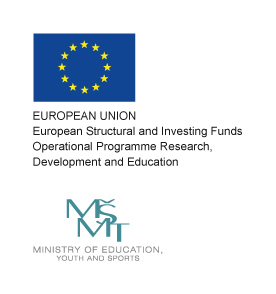 EUROPEAN UNION
European Structural and Investing Funds
Operational Programme Research,
Development and Education
MŠMT
MINISTRY OF EDUCATION,
YOUTH AND SPORTS